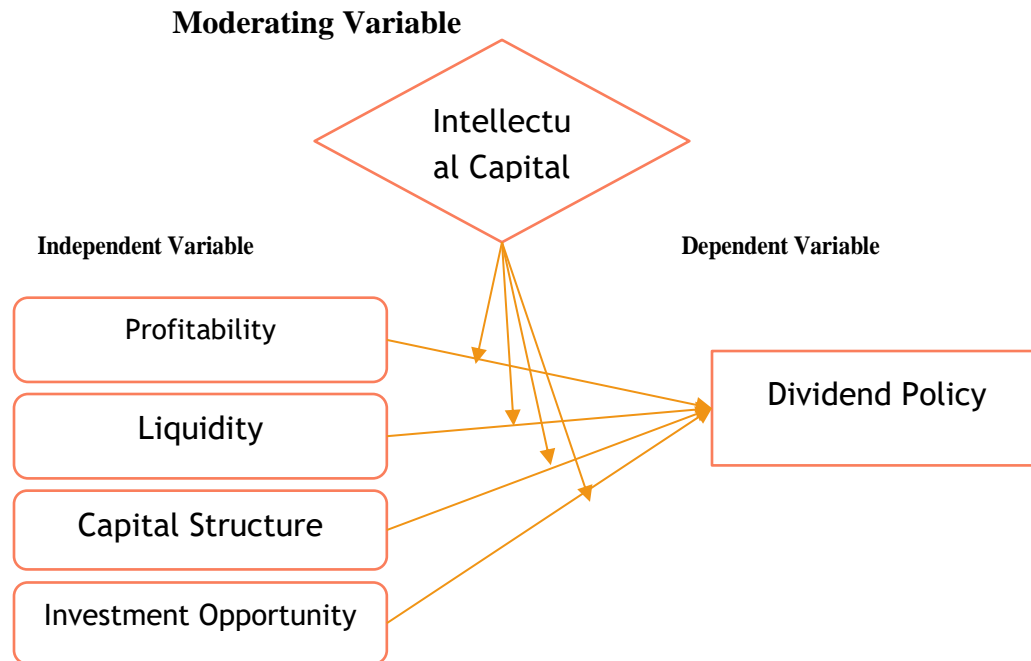 Moderating Variable
Intellectu
al Capital
Independent Variable
Dependent Variable
Profitability
Liquidity
Capital Structure
Investment Opportunity
Dividend Policy